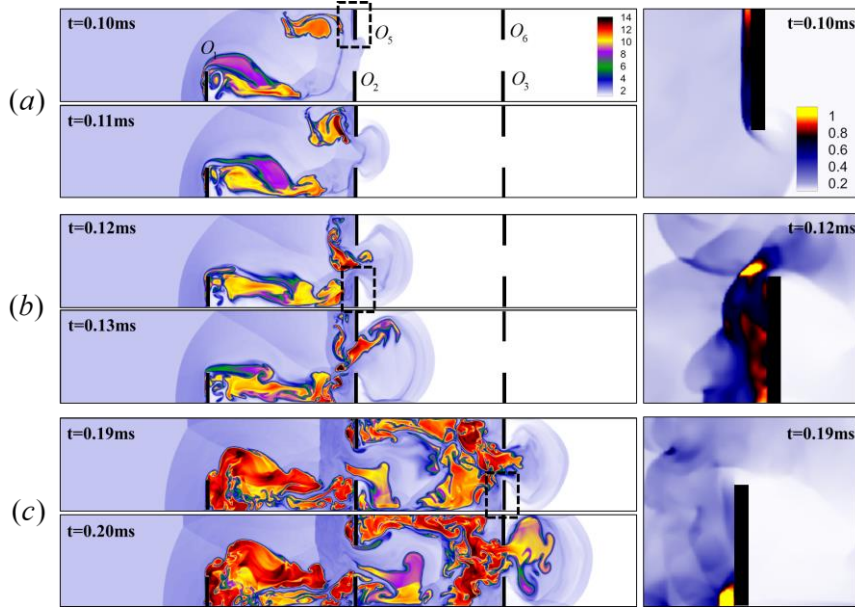 (a)
t=0.10ms
O₁
O₅
O₂
O₆
O₃
14
12
10
8
6
4
2
t=0.10ms
1
0.8
0.6
0.4
0.2
t=0.11ms
(b)
t=0.12ms
t=0.12ms
t=0.13ms
(c)
t=0.19ms
t=0.19ms
t=0.20ms